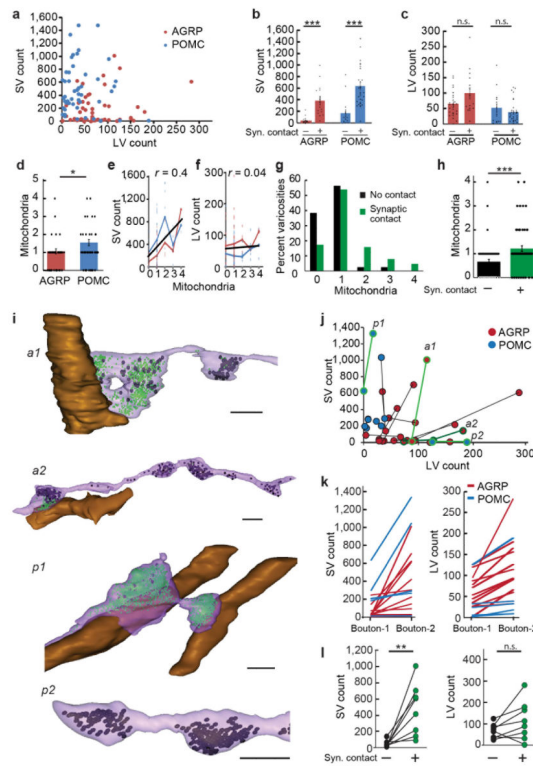 a
AGRP
POMC
SV count
1,600
1,400
1,200
1,000
800
600
400
200
0
0 50 100 150 200 250 300
LV count
b
*** ***
SV count
1,600
1,400
1,200
1,000
800
600
400
200
0
Syn. contact – + – +
AGRP POMC
c
n.s. n.s.
LV count
300
250
200
150
100
50
0
Syn. contact – + – +
AGRP POMC
d
*
Mitochondria
5
4
3
2
1
0
AGRP POMC
e
r = 0.4
SV count
1,600
1,200
800
400
0
0 1 2 3 4
f
r = 0.04
LV count
300
200
100
0
0 1 2 3 4
Mitochondria
g
No contact
Synaptic
contact
Percent varicosities
60
50
40
30
20
10
0
0 1 2 3 4
Mitochondria
h
***
Mitochondria
5
4
3
2
1
0
Syn. contact – +
i
a1
a2
p1
p2
j
p1
a1
a2
p2
AGRP
POMC
SV count
1,400
1,200
1,000
800
600
400
200
0
0 100 200 300
LV count
k
AGRP
POMC
SV count
1,400
1,200
1,000
800
600
400
200
0
Bouton-1 Bouton-2
LV count
300
250
200
150
100
50
0
Bouton-1 Bouton-2
l
**
SV count
1,200
1,000
800
600
400
200
0
n.s.
LV count
400
300
200
100
0
Syn. contact – + – +